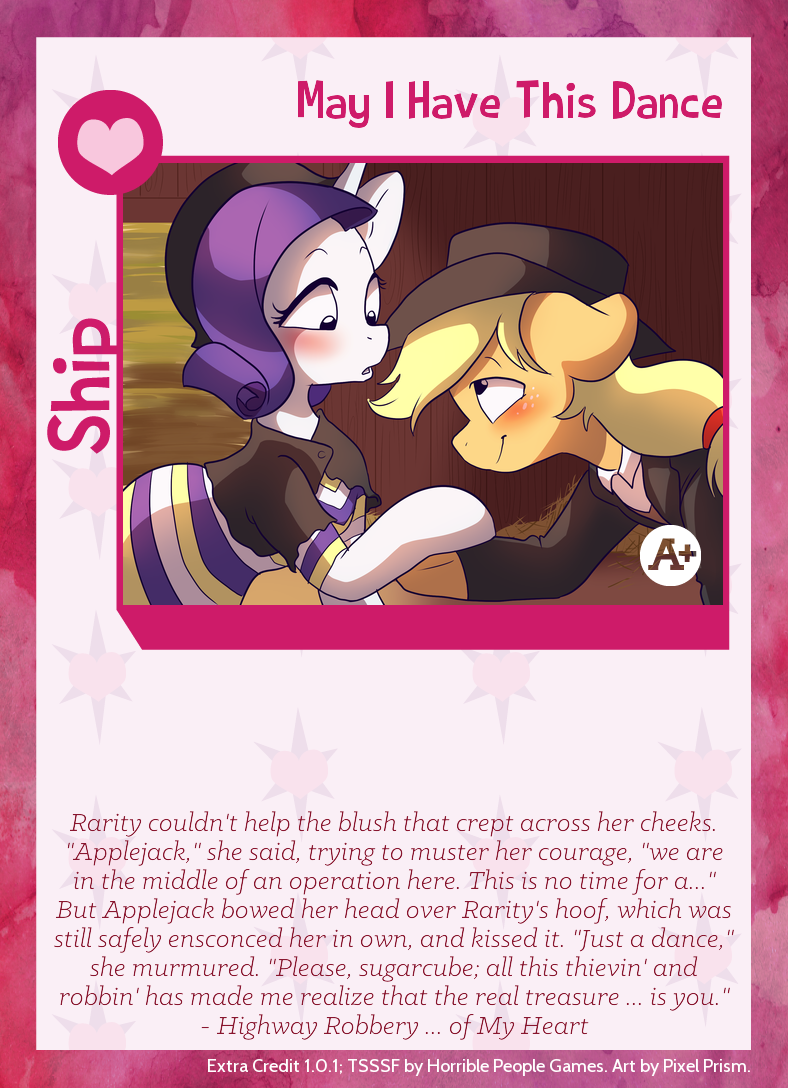 May I Have This Dance
Ship
A+
Rarity couldn't help the blush that crept across her cheeks.
"Applejack," she said, trying to muster her courage, "we are
in the middle of an operation here. This is no time for a..."
But Applejack bowed her head over Rarity's hoof, which was
still safely ensconced her in own, and kissed it. "Just a dance,"
she murmured. "Please, sugarcube; all this thievin' and
robbin' has made me realize that the real treasure ... is you."
- Highway Robbery ... of My Heart
Extra Credit 1.0.1; TSSSF by Horrible People Games. Art by Pixel Prism.